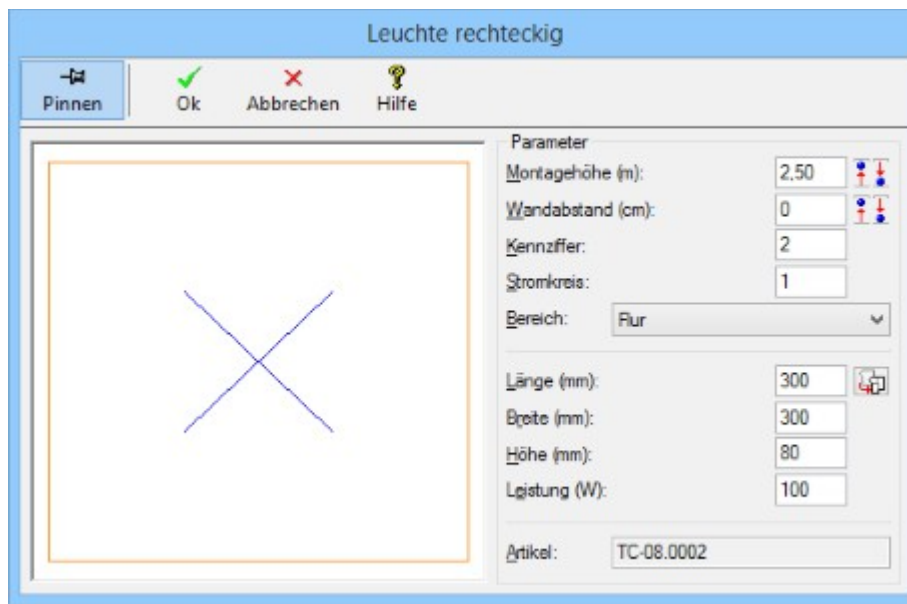 Leuchte rechteckig
Pinnen Ok Abbrechen Hilfe
Parameter
Montagehöhe (m): 2,50
Wandabstand (cm): 0
Kennziffer: 2
Stromkreis: 1
Bereich: Flur
Länge (mm): 300
Breite (mm): 300
Höhe (mm): 80
Leistung (W): 100
Artikel: TC-08.0002